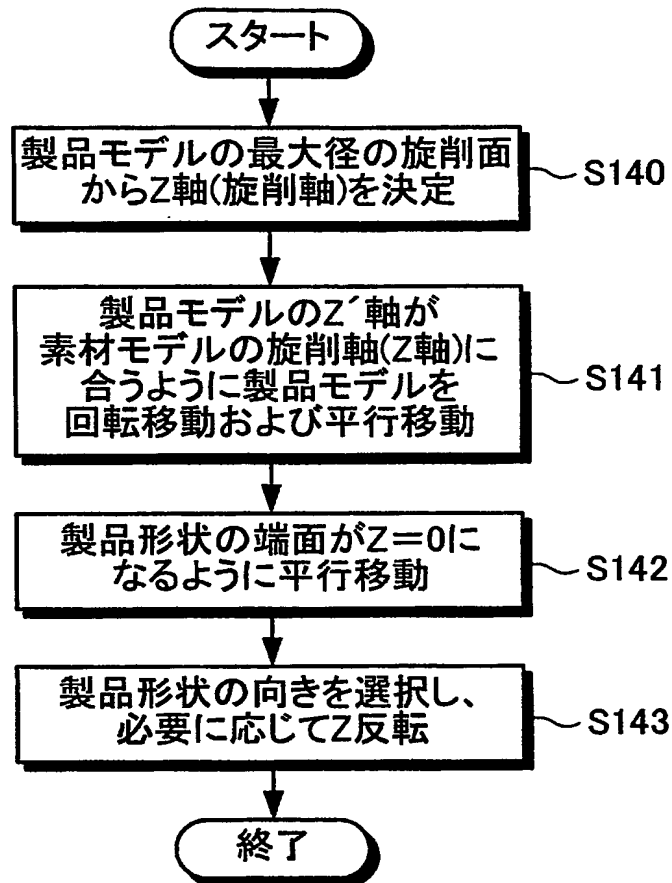 スタート
製品モデルの最大径の旋削面
からZ軸(旋削軸)を決定
S140
製品モデルのZ´軸が
素材モデルの旋削軸(Z軸)に
合うように製品モデルを
回転移動および平行移動
S141
製品形状の端面がZ＝0に
なるように平行移動
S142
製品形状の向きを選択し、
必要に応じてZ反転
S143
終了